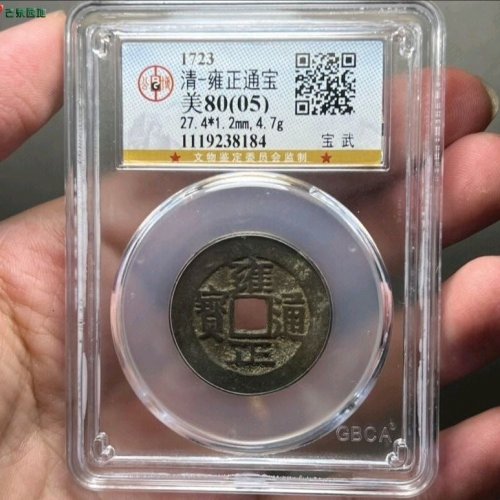 1723
清-雍正通宝
美80(05)
27.4*1.2mm,4.7g
1119238184 宝 武
★ 文物鉴定委员会监制 ★
雍
寶 通
正
GBCA